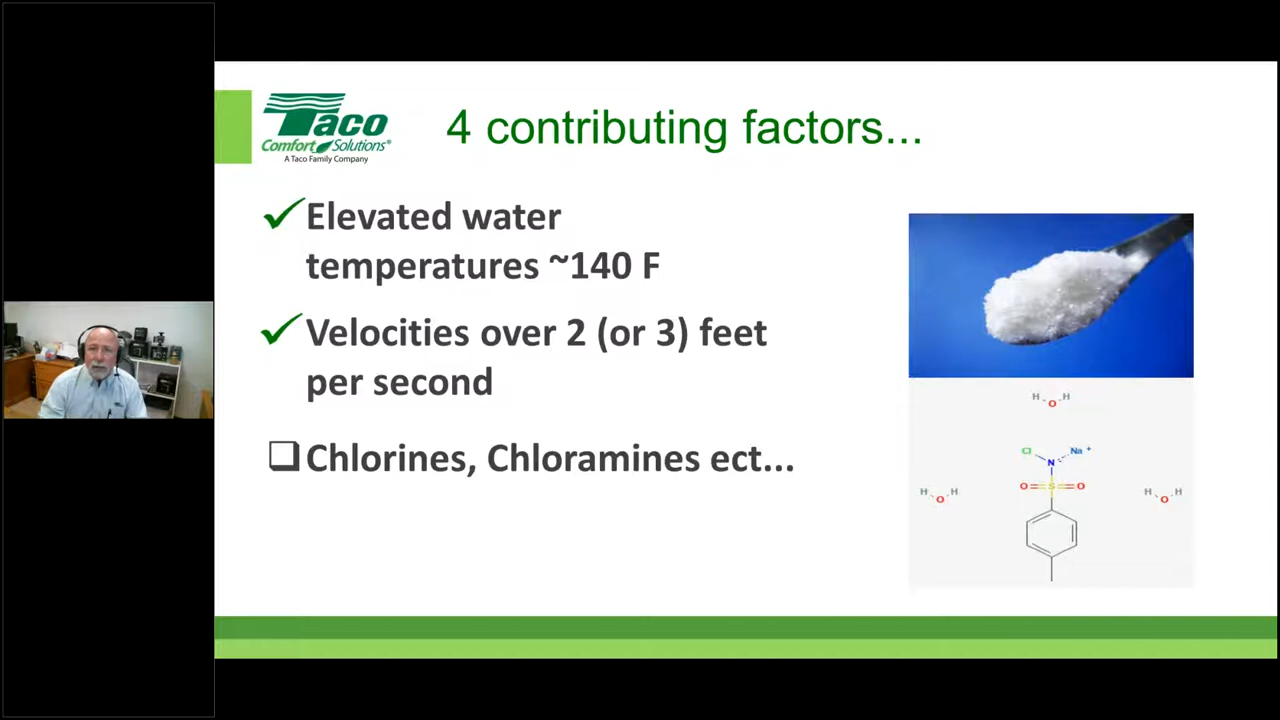 Taco
Comfort Solutions®
A Taco Family Company
4 contributing factors...
Elevated water
temperatures ~140 F
Velocities over 2 (or 3) feet
per second
Chlorines, Chloramines ect...
H O H
Cl Na +
N
H O H
O S O
H O H